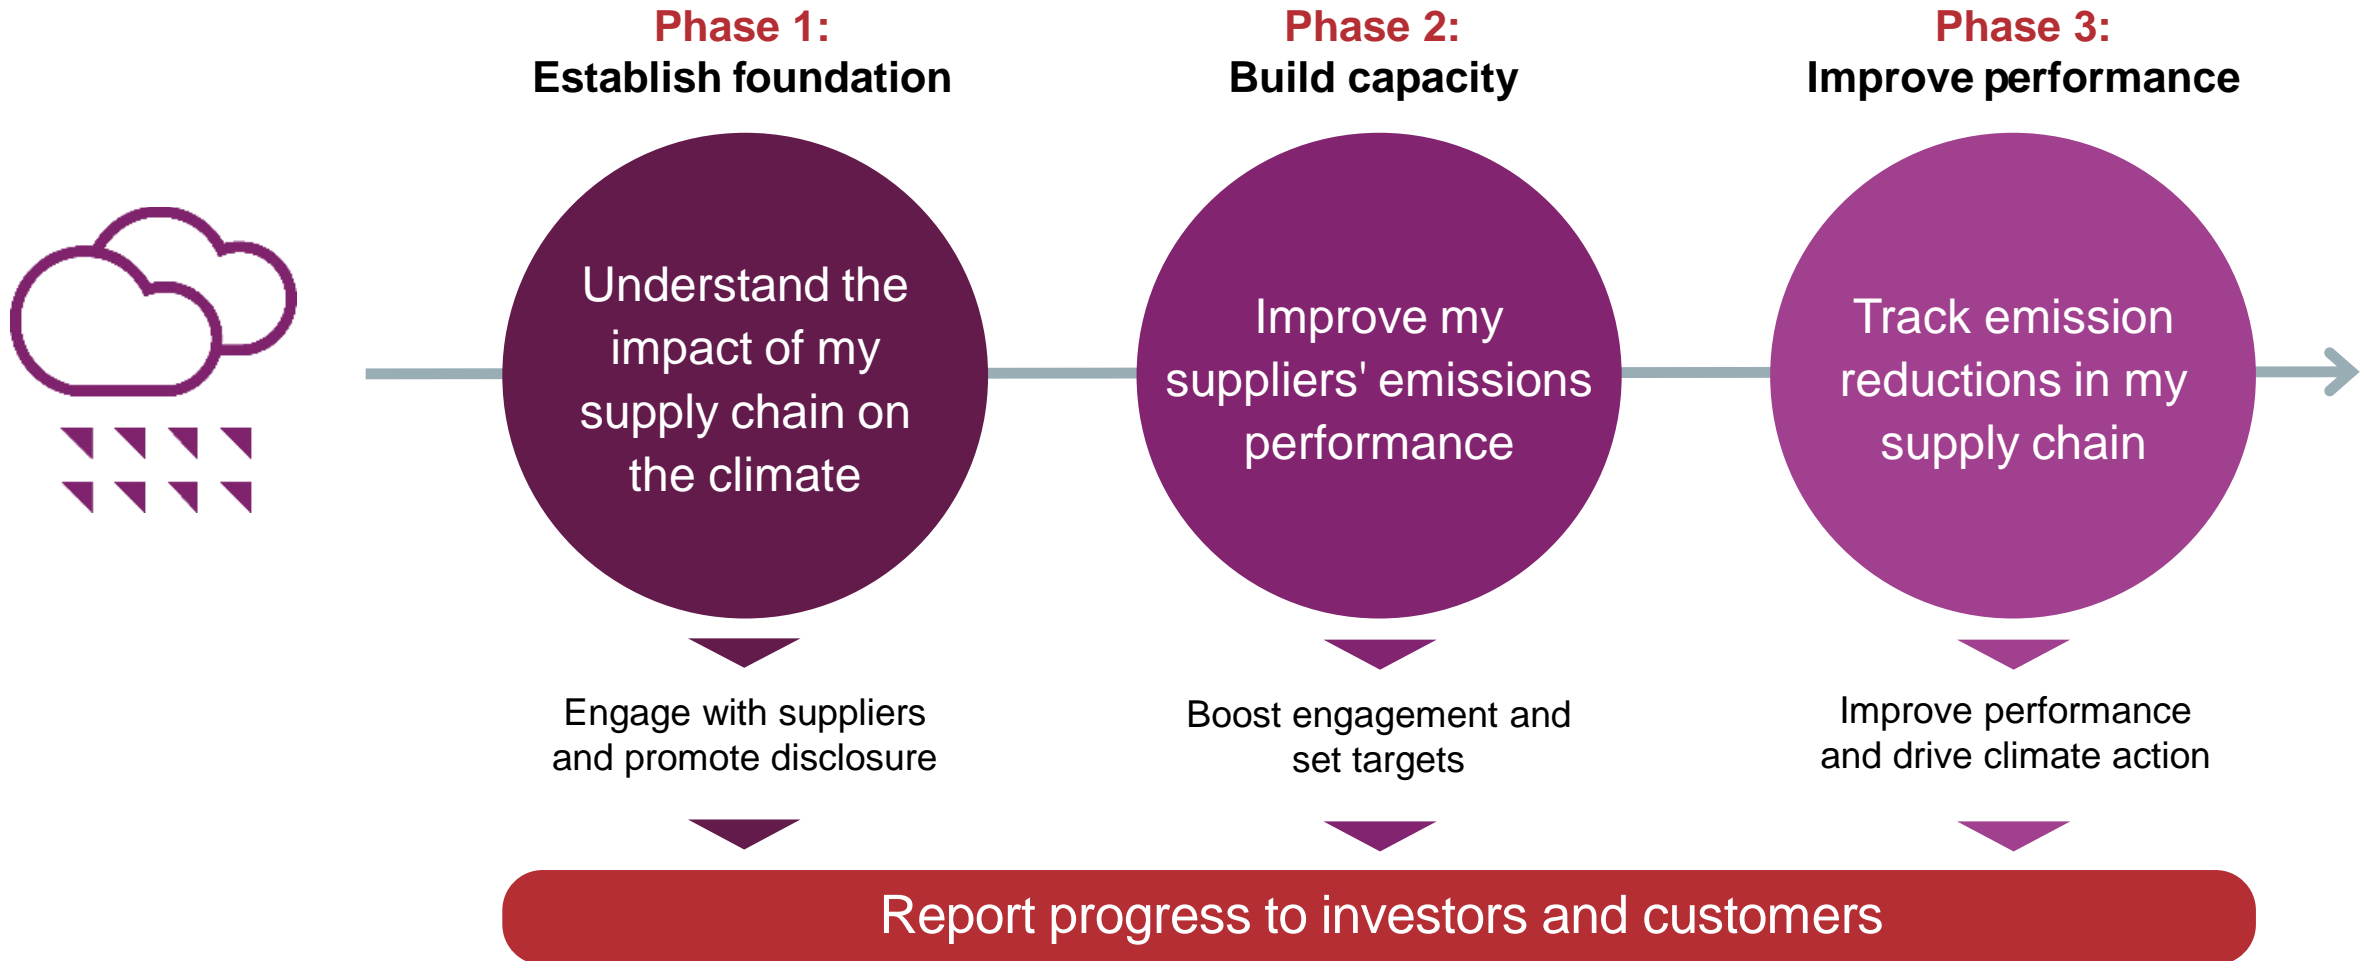 Phase 1:
Establish foundation
Understand the
impact of my
supply chain on
the climate
Engage with suppliers
and promote disclosure
Phase 2:
Build capacity
Improve my
suppliers' emissions
performance
Boost engagement and
set targets
Phase 3:
Improve performance
Track emission
reductions in my
supply chain
Improve performance
and drive climate action
Report progress to investors and customers